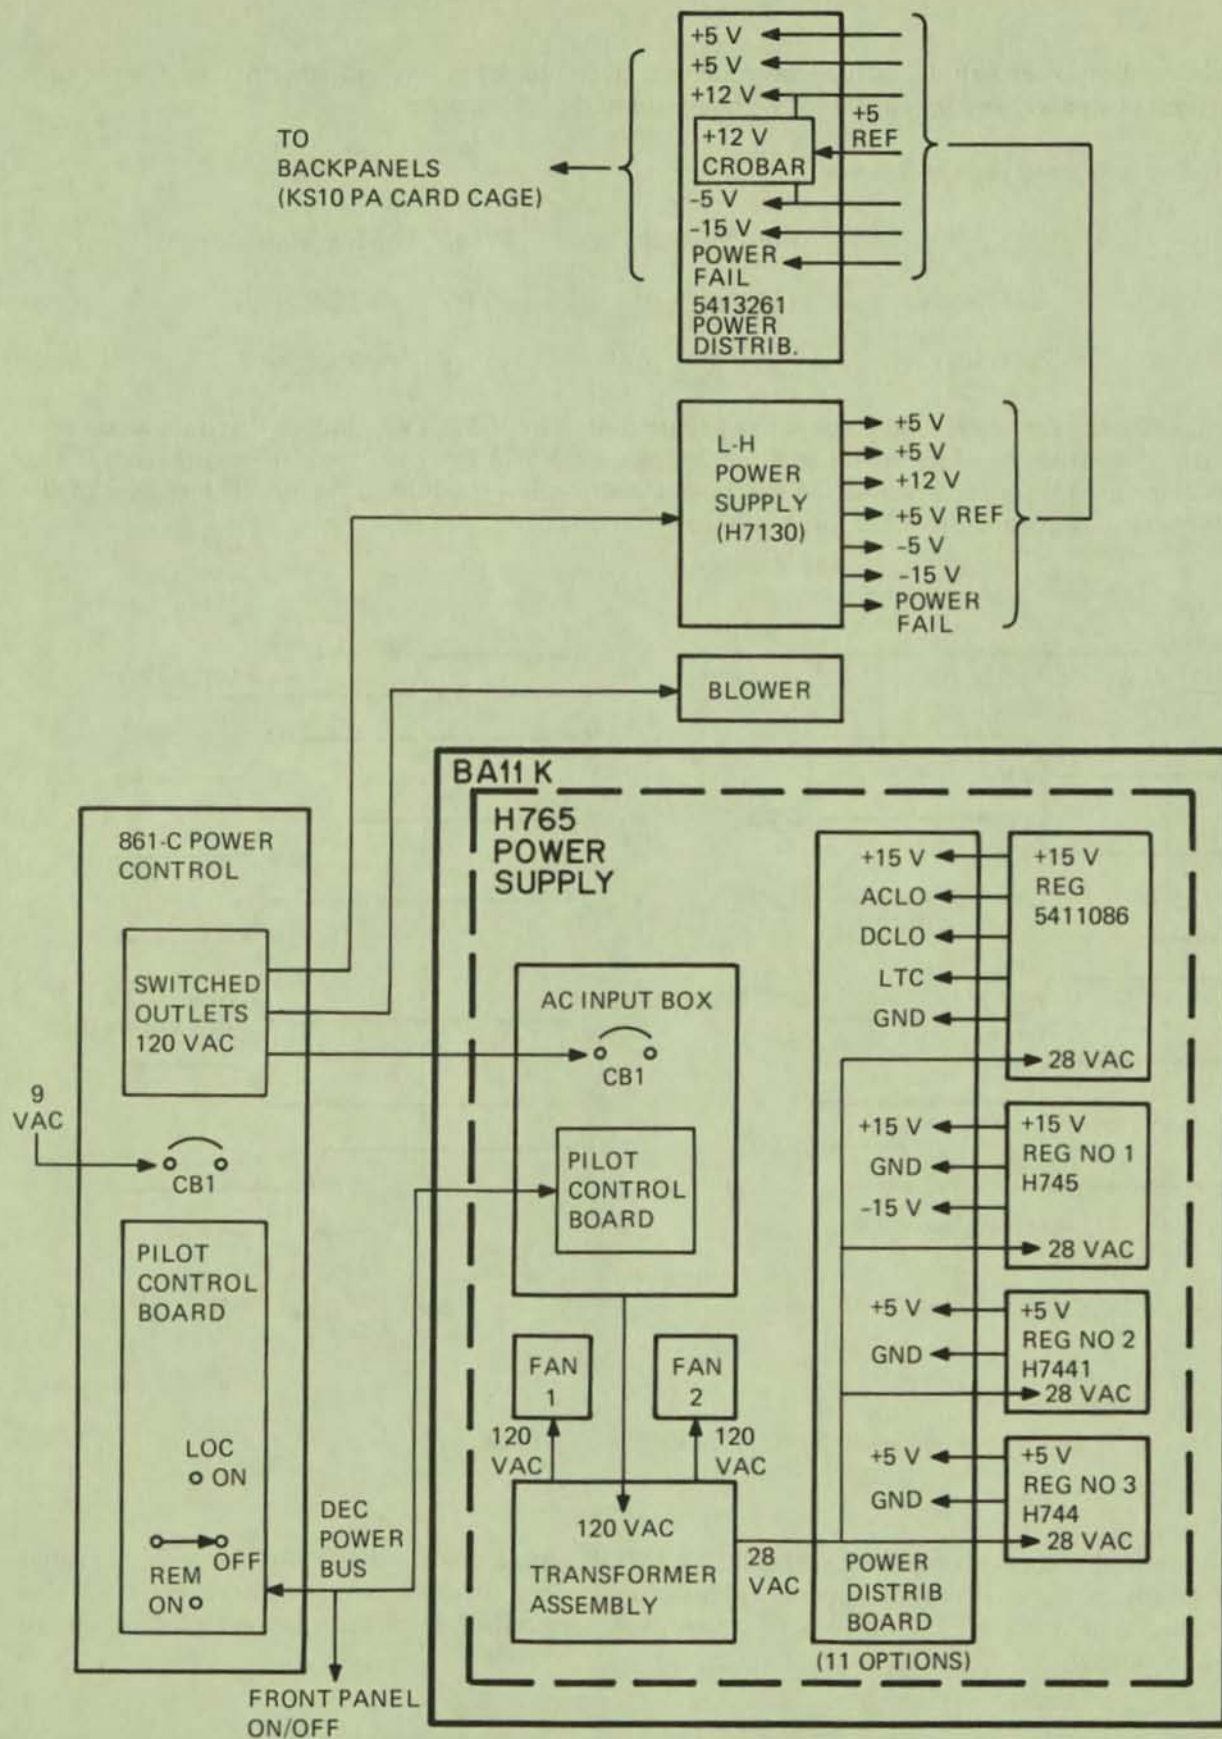 +5 V
+5 V
+12 V
+5
REF
+12 V
CROBAR
-5 V
-15 V
POWER
FAIL
5413261
POWER
DISTRIB.
TO
BACKPANELS
(KS10 PA CARD CAGE)
L-H
POWER
SUPPLY
(H7130)
+5 V
+5 V
+12 V
+5 V REF
-5 V
-15 V
POWER
FAIL
BLOWER
861-C POWER
CONTROL
SWITCHED
OUTLETS
120 VAC
9
VAC
CB1
PILOT
CONTROL
BOARD
LOC
ON
OFF
REM
ON
DEC
POWER
BUS
FRONT PANEL
ON/OFF
BA11 K
H765
POWER
SUPPLY
AC INPUT BOX
CB1
PILOT
CONTROL
BOARD
FAN
1
FAN
2
120
VAC
120
VAC
120 VAC
TRANSFORMER
ASSEMBLY
28
VAC
+15 V
ACLO
DCLO
LTC
GND
+15 V
GND
-15 V
+5 V
GND
+5 V
GND
POWER
DISTRIB
BOARD
(11 OPTIONS)
+15 V
REG
5411086
28 VAC
+15 V
REG NO 1
H745
28 VAC
+5 V
REG NO 2
H7441
28 VAC
+5 V
REG NO 3
H744
28 VAC